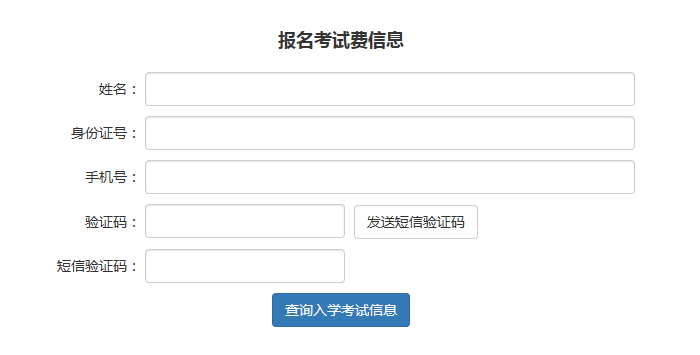 报名考试费信息
姓名：
身份证号：
手机号：
验证码： 发送短信验证码
短信验证码：
查询入学考试信息